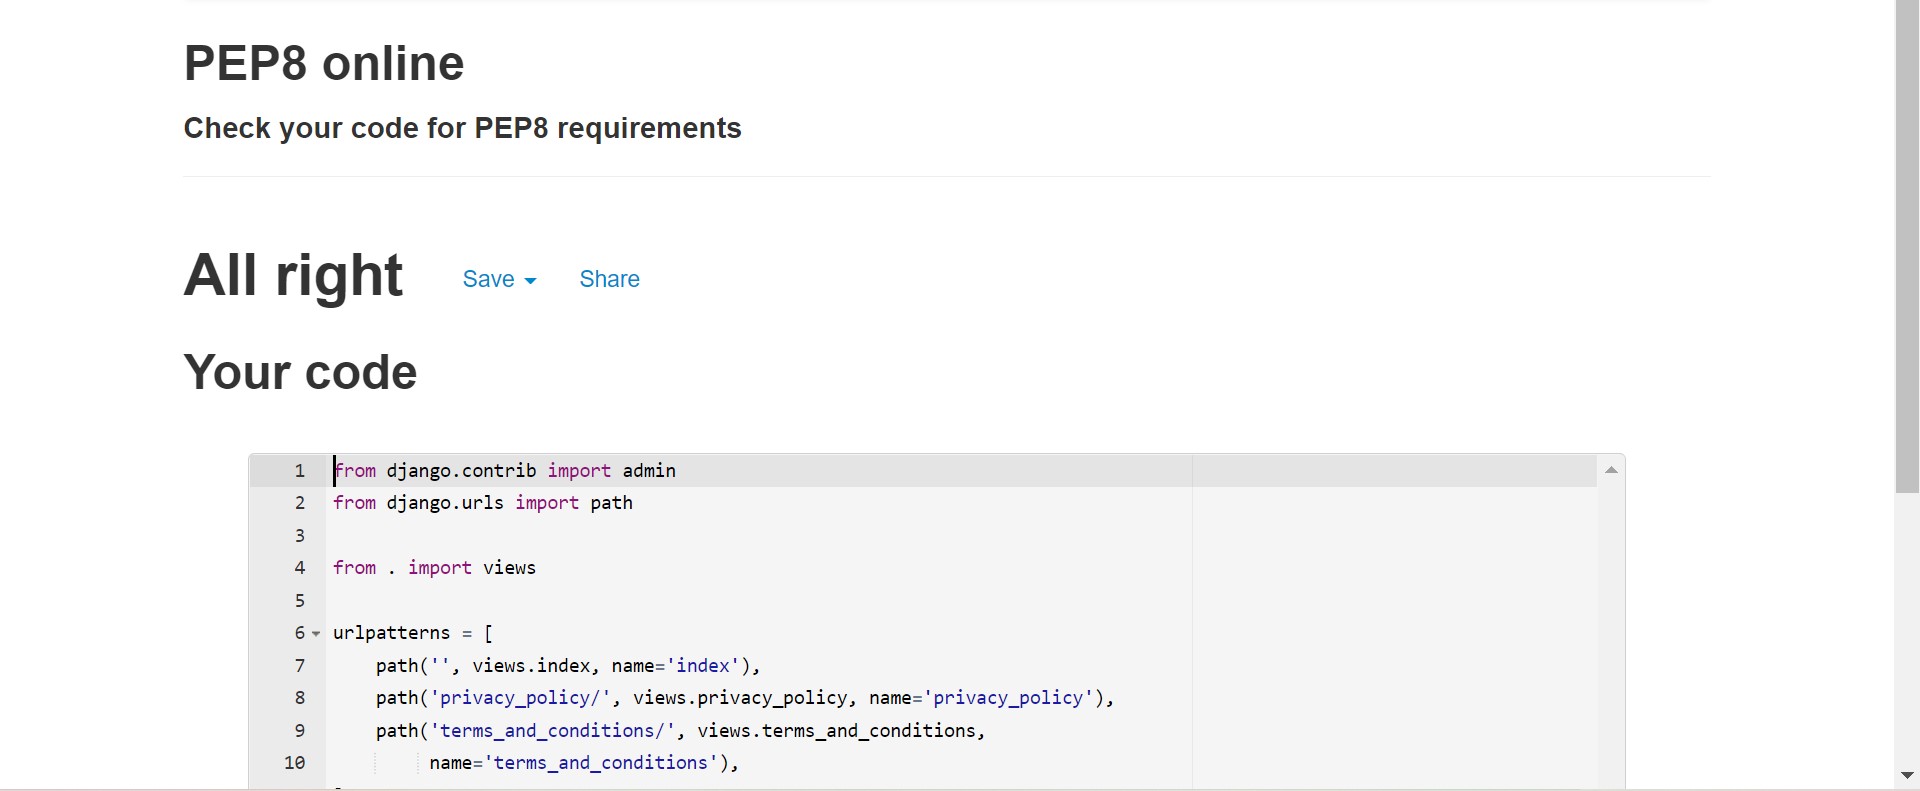 PEP8 online
Check your code for PEP8 requirements
All right Save Share
Your code
1 from django.contrib import admin
2 from django.urls import path
3
4 from . import views
5
6 urlpatterns = [
7     path('', views.index, name='index'),
8     path('privacy_policy/', views.privacy_policy, name='privacy_policy'),
9     path('terms_and_conditions/', views.terms_and_conditions,
10         name='terms_and_conditions'),